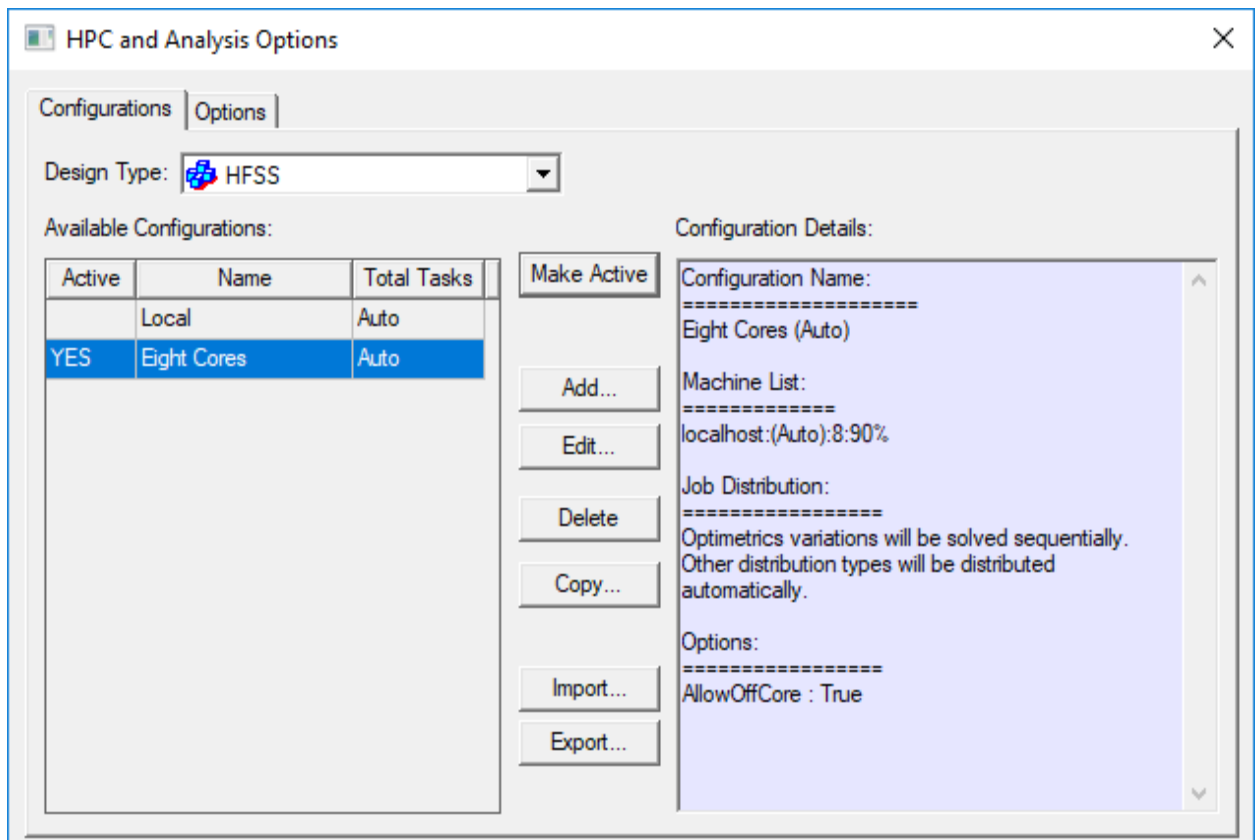 HPC and Analysis Options
Configurations
Options
Design Type:
HFSS
Available Configurations:
Active Name Total Tasks
Local Auto
YES Eight Cores Auto
Make Active
Add...
Edit...
Delete
Copy...
Import...
Export...
Configuration Details:
Configuration Name:
====================
Eight Cores (Auto)
Machine List:
=============
localhost:(Auto):8:90%
Job Distribution:
=================
Optimetrics variations will be solved sequentially.
Other distribution types will be distributed
automatically.
Options:
=================
AllowOffCore : True